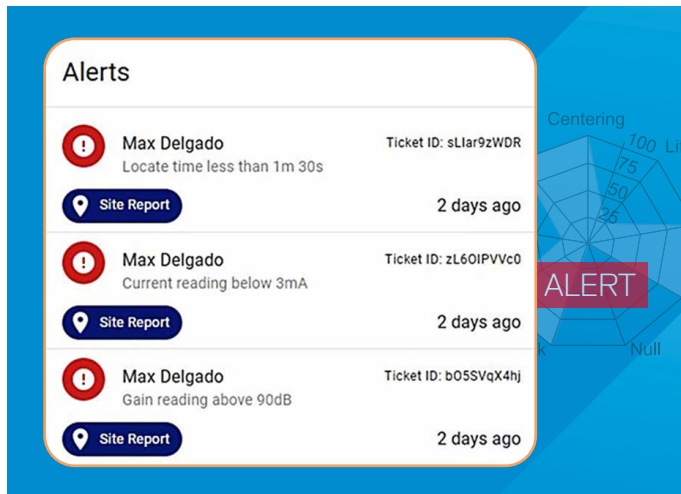 Alerts
Max Delgado
Ticket ID: sLIar9zWDR
Locate time less than 1m 30s
Site Report
2 days ago
Max Delgado
Ticket ID: zL6OIPVVc0
Current reading below 3mA
Site Report
2 days ago
Max Delgado
Ticket ID: bO5SVqX4hj
Gain reading above 90dB
Site Report
2 days ago
Centering
100
75
50
25
ALERT
Null